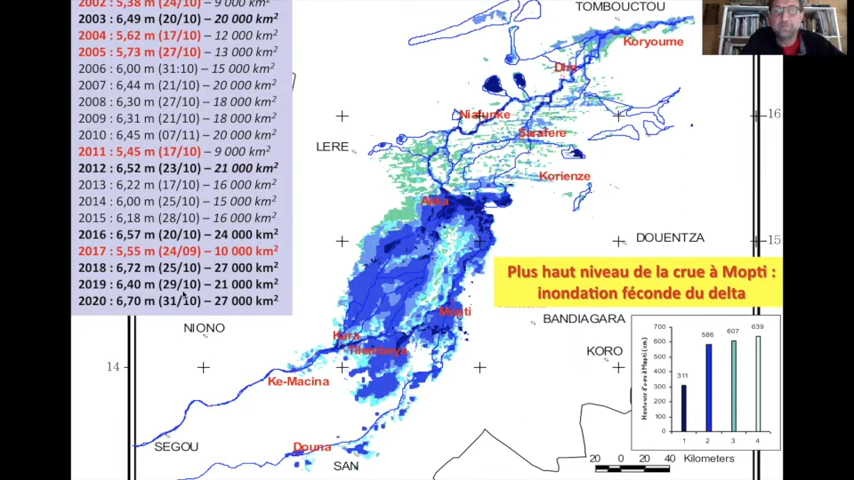 2002 : 5,38 m (24/10) – 9 000 km²
2003 : 6,49 m (20/10) – 20 000 km²
2004 : 5,62 m (17/10) – 12 000 km²
2005 : 5,73 m (27/10) – 13 000 km²
2006 : 6,00 m (31:10) – 15 000 km²
2007 : 6,44 m (21/10) – 20 000 km²
2008 : 6,30 m (27/10) – 18 000 km²
2009 : 6,31 m (21/10) – 18 000 km²
2010 : 6,45 m (07/11) – 20 000 km²
2011 : 5,45 m (17/10) – 9 000 km²
2012 : 6,52 m (23/10) – 21 000 km²
2013 : 6,22 m (17/10) – 16 000 km²
2014 : 6,00 m (25/10) – 15 000 km²
2015 : 6,18 m (28/10) – 16 000 km²
2016 : 6,57 m (20/10) – 24 000 km²
2017 : 5,55 m (24/09) – 10 000 km²
2018 : 6,72 m (25/10) – 27 000 km²
2019 : 6,40 m (29/10) – 21 000 km²
2020 : 6,70 m (31/10) – 27 000 km²
TOMBOUCTOU
Koryoume
Dire
16
Niafunke
Sarafere
LERE
Korienze
Akka
DOUENTZA
15
Plus haut niveau de la crue à Mopti :
inondation féconde du delta
Mopti
BANDIAGARA
NIONO
Kara
Tilembeya
KORO
14
Ke-Macina
SEGOU
Douna
SAN
Hauteur d'eau à Mopti (cm)
700
600
500
400
300
200
100
0
311
586
607
639
1 2 3 4
20 0 20 40 Kilometers